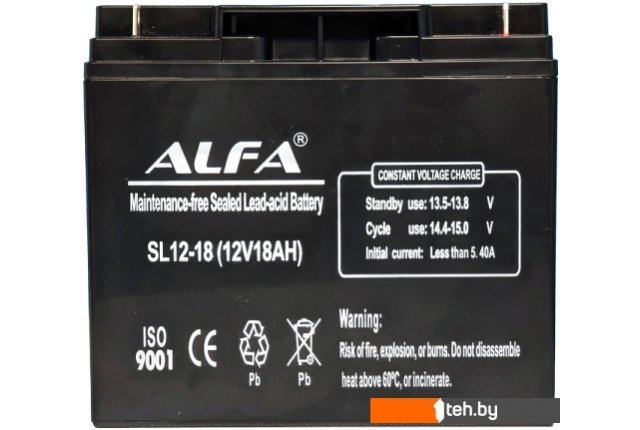 ALFA®
Maintenance-free Sealed Lead-acid Battery
SL12-18 (12V18AH)
CONSTANT VOLTAGE CHARGE
Standby use: 13.5-13.8 V
Cycle use: 14.4-15.0 V
Initial current: Less than 5.40A
ISO
9001
CE
Pb
Pb
Warning:
Risk of fire, explosion, or burns. Do not disassemble
heat above 60ºC, or incinerate.
1teh.by